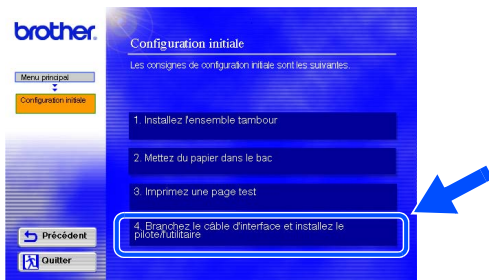 brother.
Configuration initiale
Les consignes de configuration initiale sont les suivantes.
Menu principal
Configuration initiale
1. Installez l'ensemble tambour
2. Mettez du papier dans le bac
3. Imprimez une page test
4. Branchez le câble d'interface et installez le
pilote/l'utilitaire
Précédent
Quitter